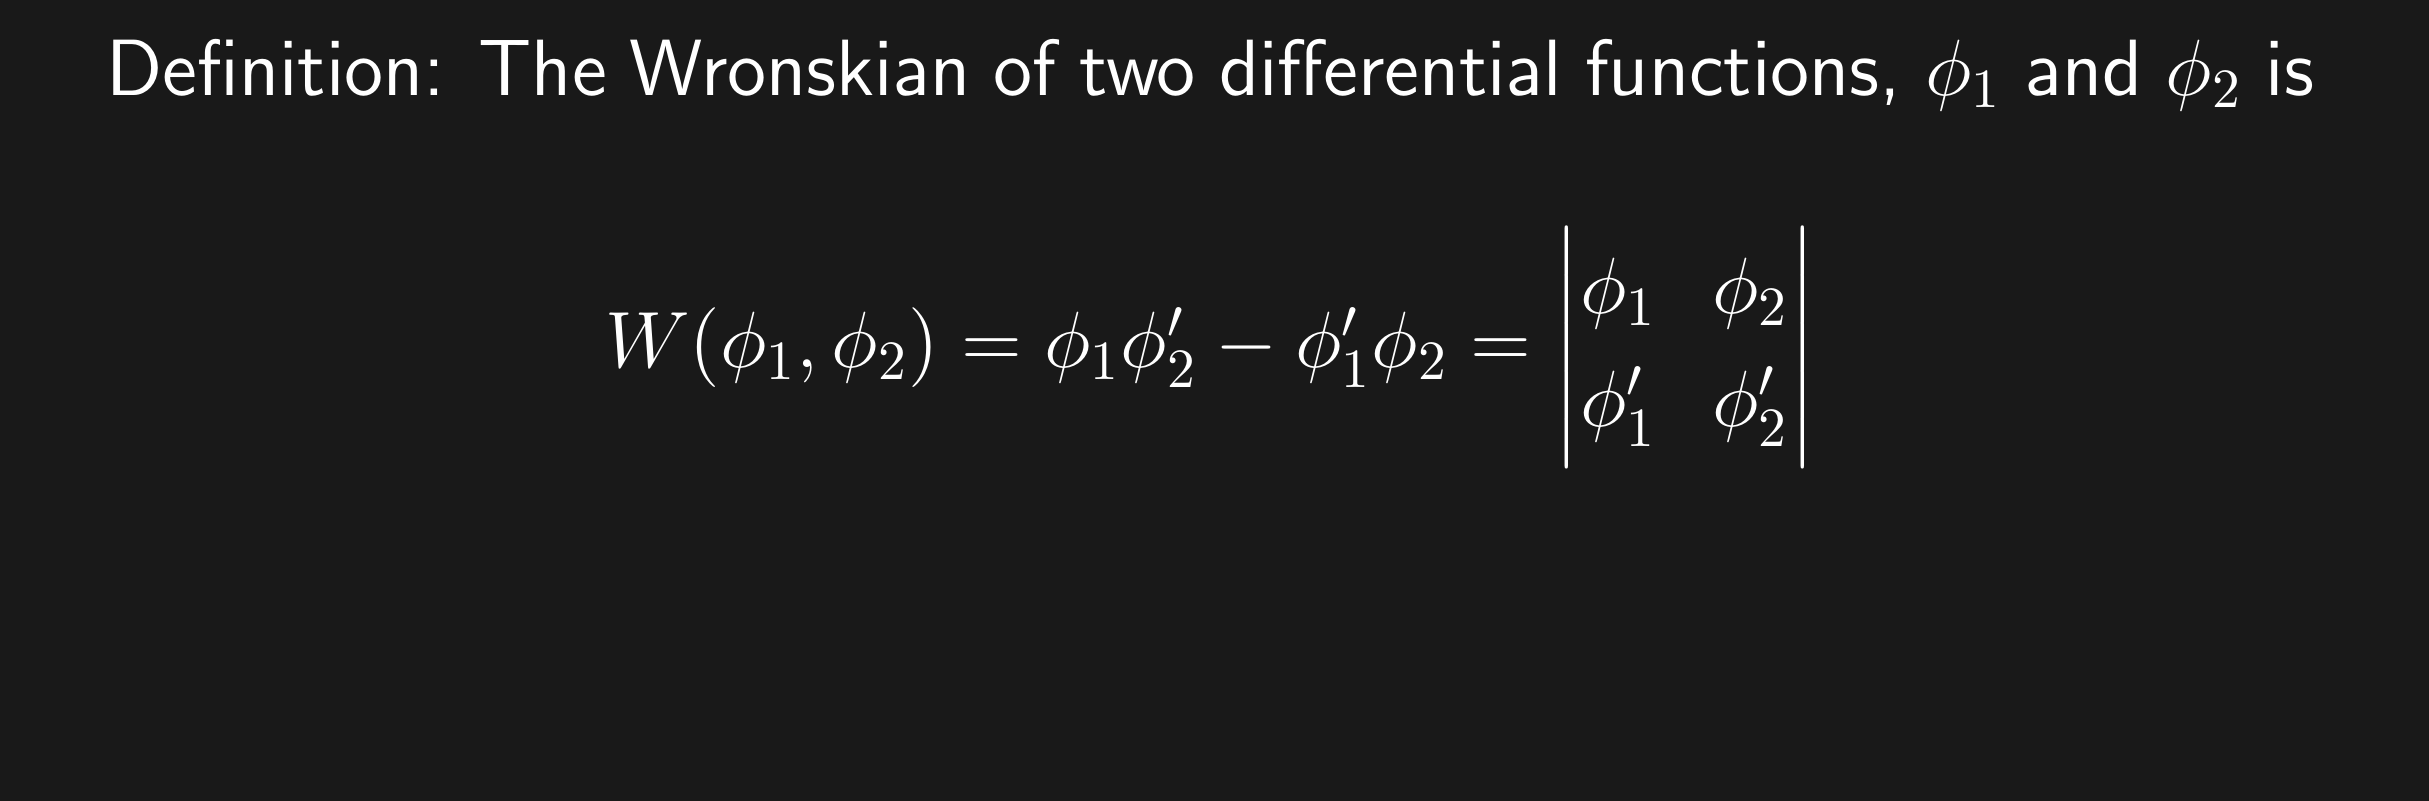 Definition: The Wronskian of two differential functions, ϕ₁ and ϕ₂ is
W(ϕ₁, ϕ₂) = ϕ₁ϕ₂′ − ϕ₁′ϕ₂ = | ϕ₁ ϕ₂ |
| ϕ₁′ ϕ₂′ |